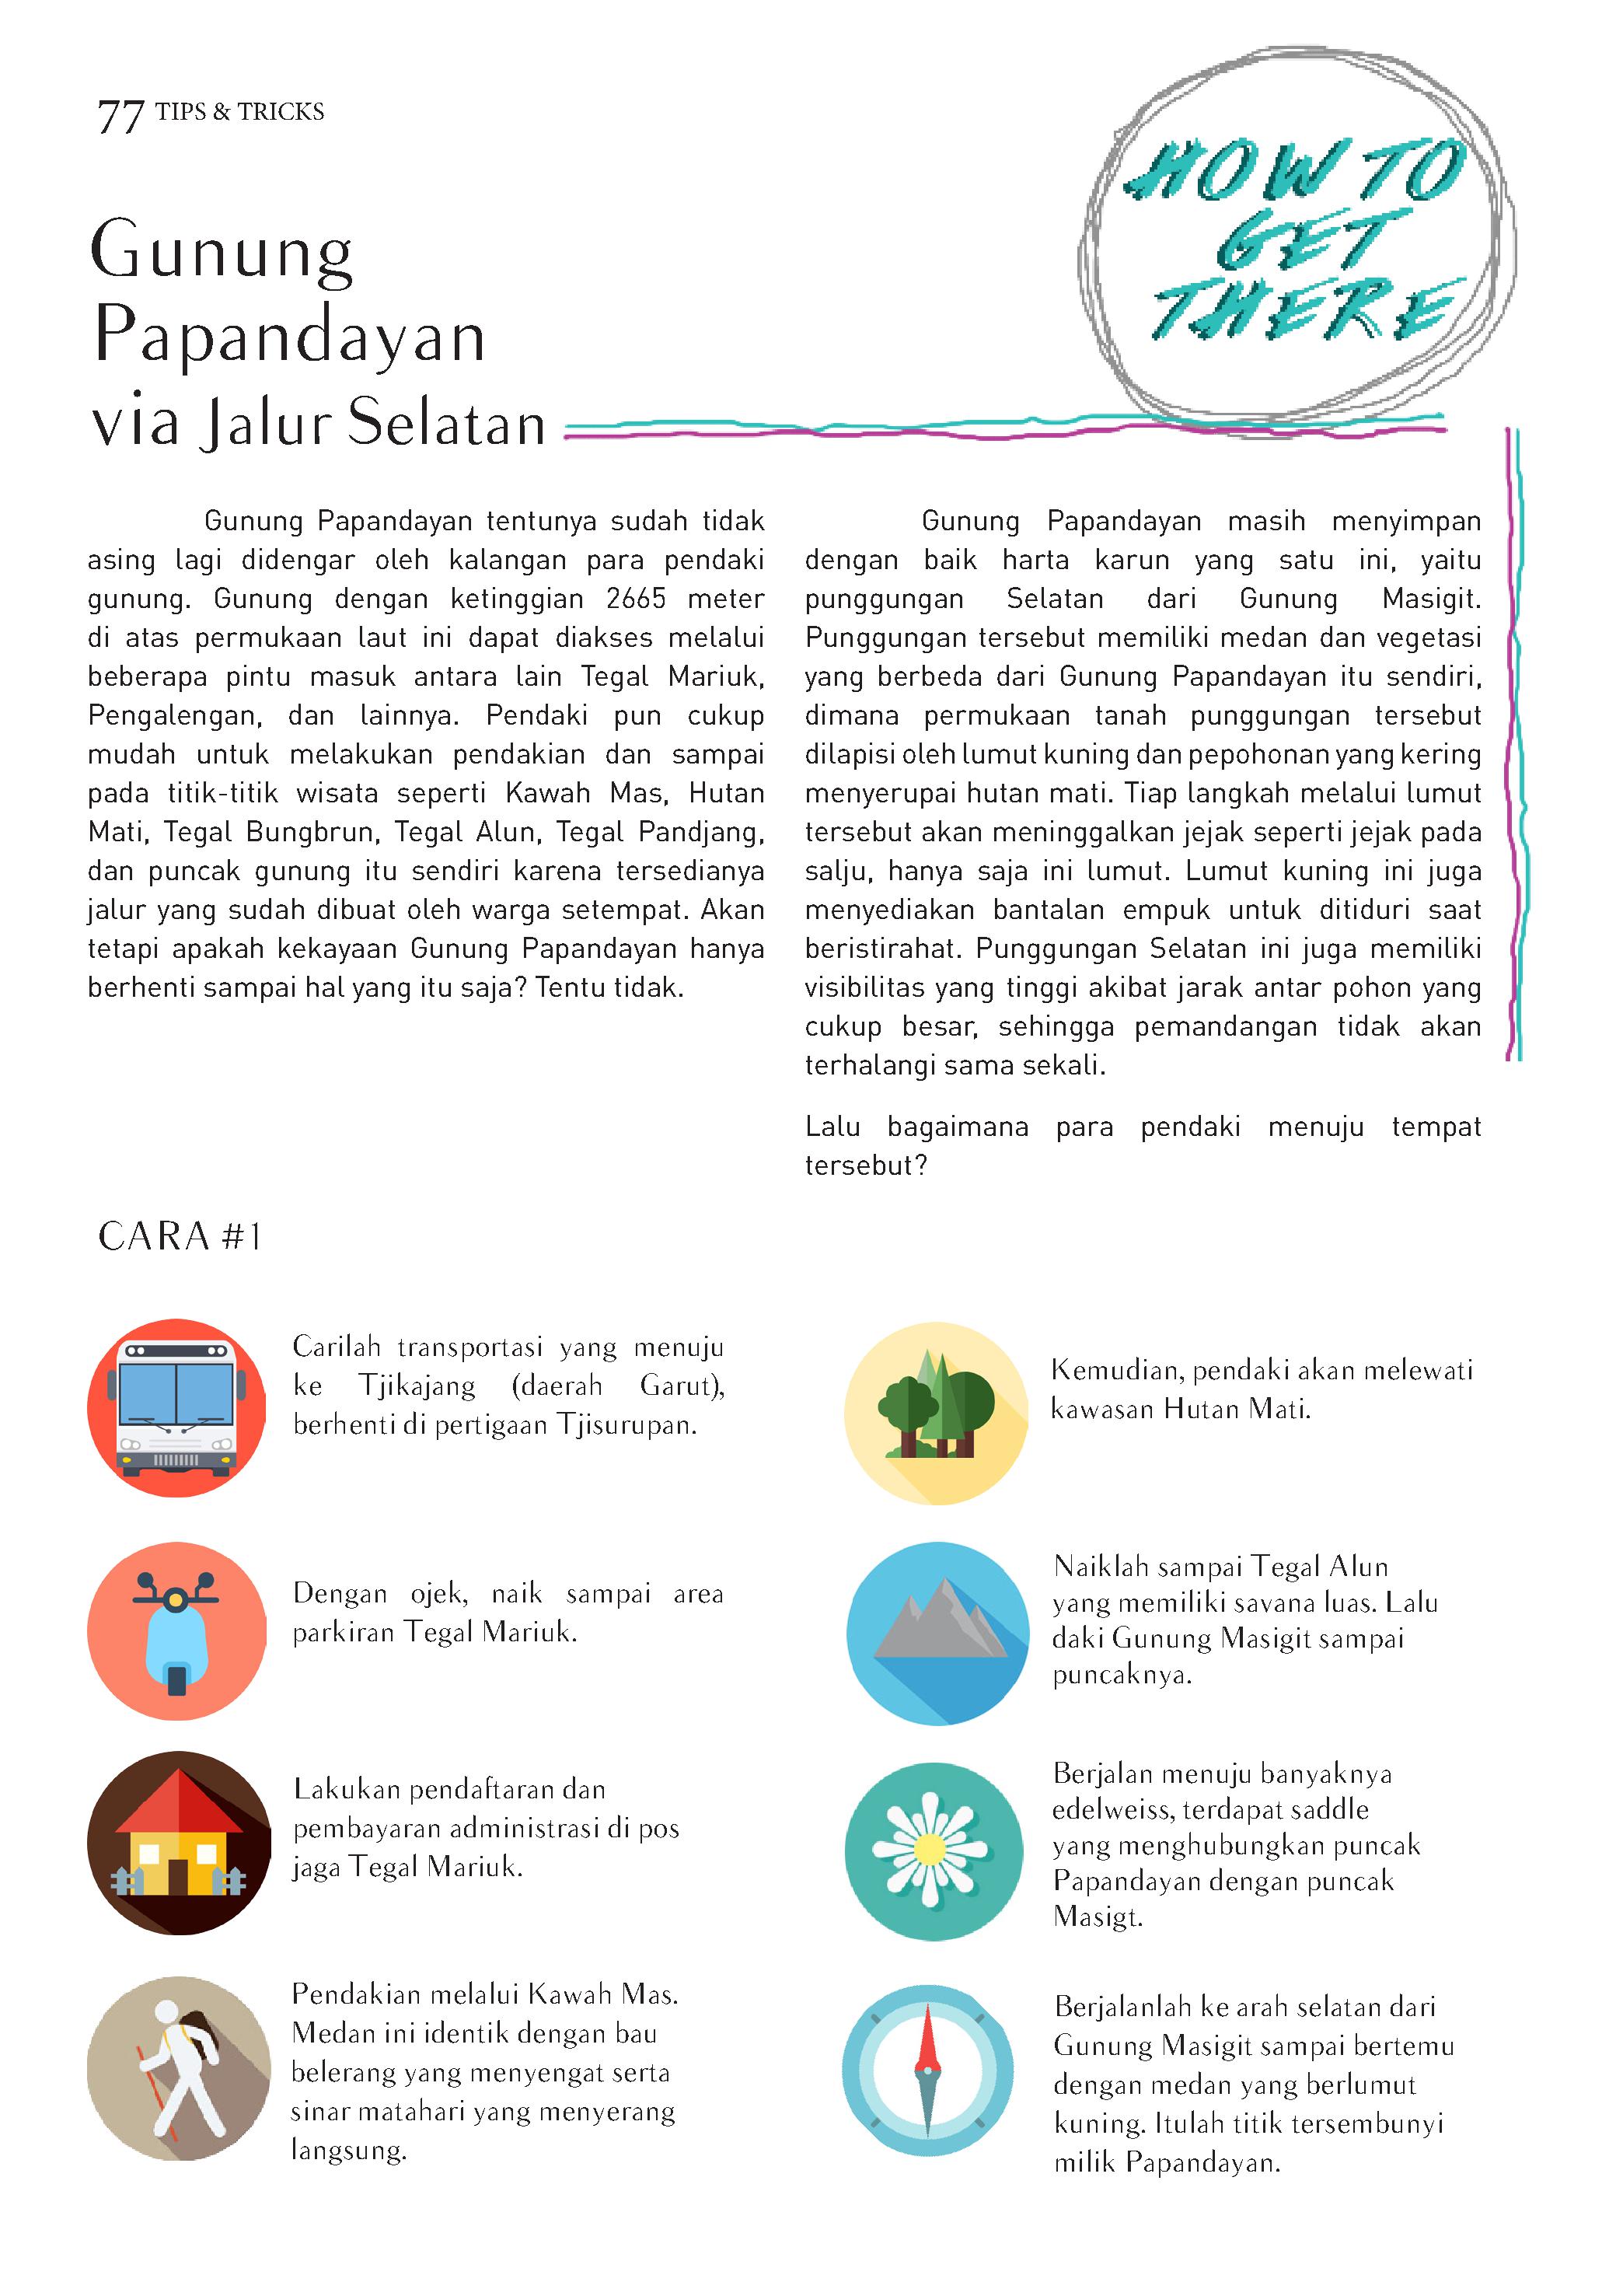 77 TIPS & TRICKS
HOW TO
GET
THERE
Gunung
Papandayan
via Jalur Selatan
Gunung Papandayan tentunya sudah tidak
asing lagi didengar oleh kalangan para pendaki
gunung. Gunung dengan ketinggian 2665 meter
di atas permukaan laut ini dapat diakses melalui
beberapa pintu masuk antara lain Tegal Mariuk,
Pengalengan, dan lainnya. Pendaki pun cukup
mudah untuk melakukan pendakian dan sampai
pada titik-titik wisata seperti Kawah Mas, Hutan
Mati, Tegal Bungbrun, Tegal Alun, Tegal Pandjang,
dan puncak gunung itu sendiri karena tersedianya
jalur yang sudah dibuat oleh warga setempat. Akan
tetapi apakah kekayaan Gunung Papandayan hanya
berhenti sampai hal yang itu saja? Tentu tidak.
Gunung Papandayan masih menyimpan
dengan baik harta karun yang satu ini, yaitu
punggungan Selatan dari Gunung Masigit.
Punggungan tersebut memiliki medan dan vegetasi
yang berbeda dari Gunung Papandayan itu sendiri,
dimana permukaan tanah punggungan tersebut
dilapisi oleh lumut kuning dan pepohonan yang kering
menyerupai hutan mati. Tiap langkah melalui lumut
tersebut akan meninggalkan jejak seperti jejak pada
salju, hanya saja ini lumut. Lumut kuning ini juga
menyediakan bantalan empuk untuk ditiduri saat
beristirahat. Punggungan Selatan ini juga memiliki
visibilitas yang tinggi akibat jarak antar pohon yang
cukup besar, sehingga pemandangan tidak akan
terhalangi sama sekali.
Lalu bagaimana para pendaki menuju tempat
tersebut?
CARA #1
Carilah transportasi yang menuju
ke Tjikajang (daerah Garut),
berhenti di pertigaan Tjisurupan.
Dengan ojek, naik sampai area
parkiran Tegal Mariuk.
Lakukan pendaftaran dan
pembayaran administrasi di pos
jaga Tegal Mariuk.
Pendakian melalui Kawah Mas.
Medan ini identik dengan bau
belerang yang menyengat serta
sinar matahari yang menyerang
langsung.
Kemudian, pendaki akan melewati
kawasan Hutan Mati.
Naiklah sampai Tegal Alun
yang memiliki savana luas. Lalu
daki Gunung Masigit sampai
puncaknya.
Berjalan menuju banyaknya
edelweiss, terdapat saddle
yang menghubungkan puncak
Papandayan dengan puncak
Masigt.
Berjalanlah ke arah selatan dari
Gunung Masigit sampai bertemu
dengan medan yang berlumut
kuning. Itulah titik tersembunyi
milik Papandayan.